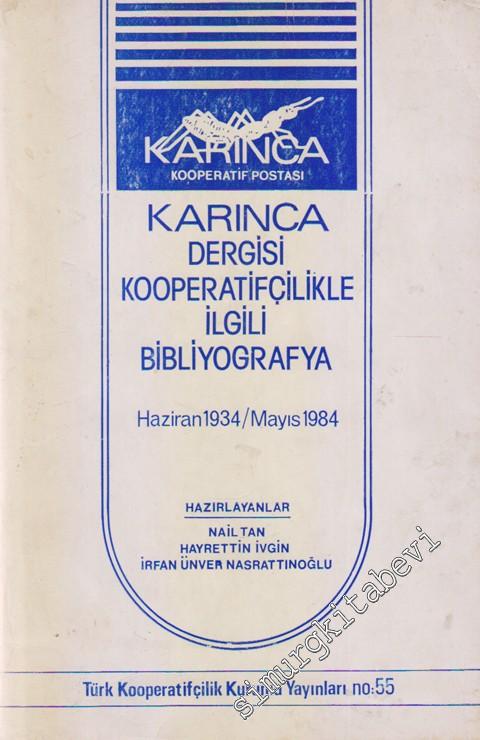 KARINCA
KOOPERATİF POSTASI
KARINCA
DERGİSİ
KOOPERATİFÇİLİKLE
İLGİLİ
BİBLİYOGRAFYA
Haziran 1934/Mayıs 1984
HAZIRLAYANLAR
NAİL TAN
HAYRETTİN İVGİN
İRFAN ÜNVER NASRATTINOĞLU
Türk Kooperatifçilik Kurumu Yayınları no:55
simurgkitabevi